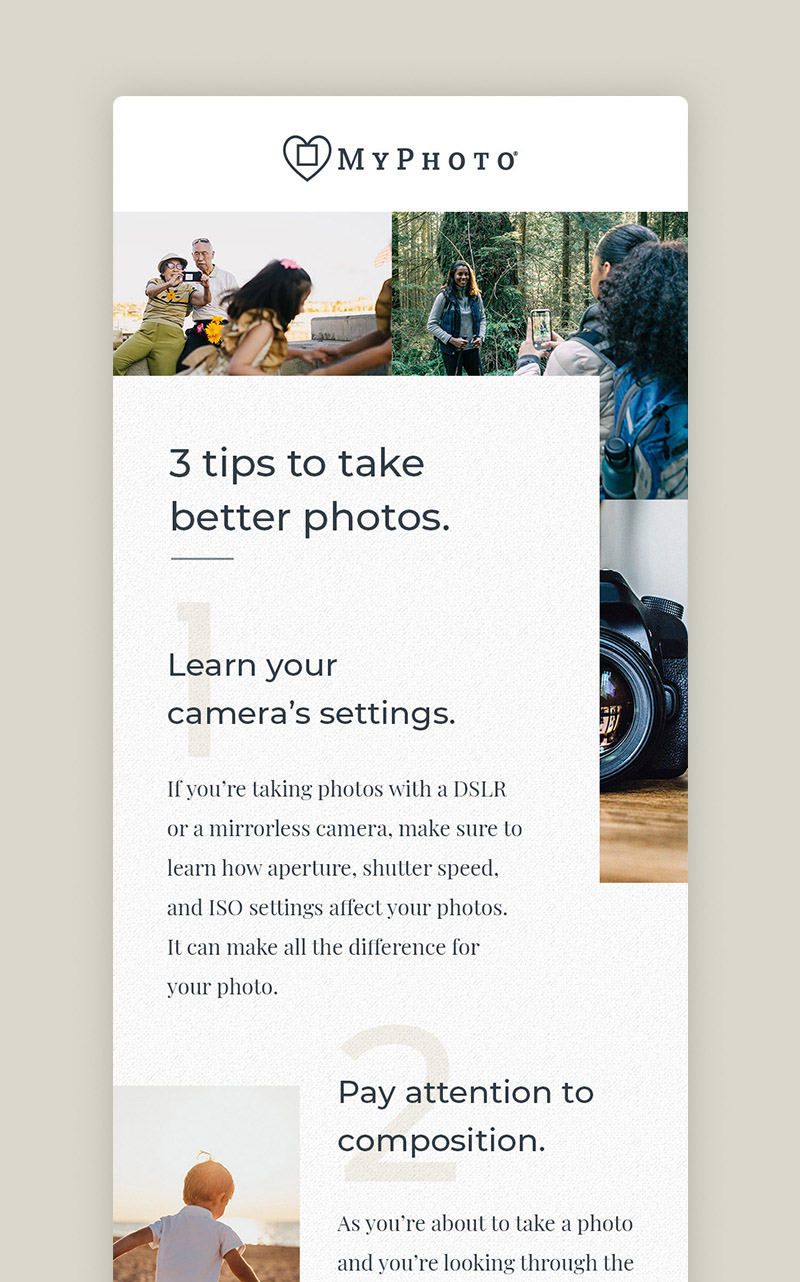 MyPhoto®
3 tips to take
better photos.
1
Learn your
camera’s settings.
If you’re taking photos with a DSLR
or a mirrorless camera, make sure to
learn how aperture, shutter speed,
and ISO settings affect your photos.
It can make all the difference for
your photo.
2
Pay attention to
composition.
As you’re about to take a photo
and you’re looking through the